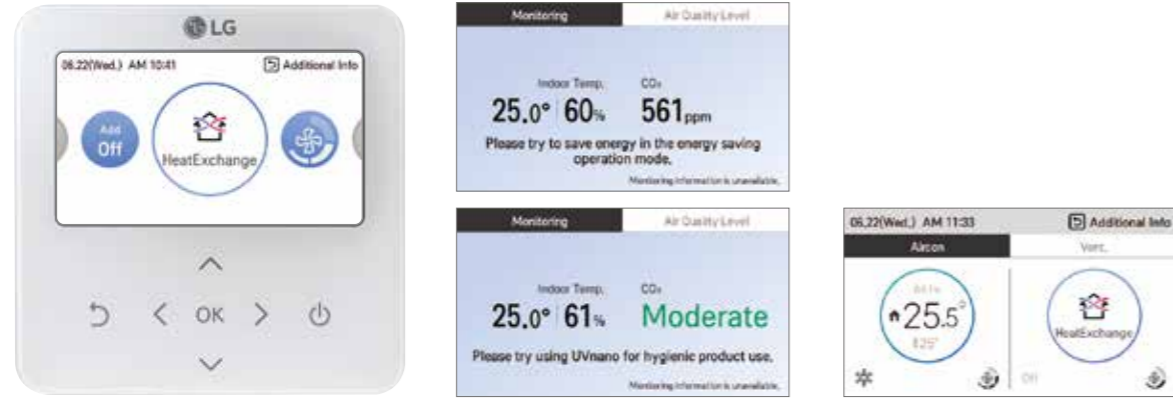 LG
06.22(Wed.) AM 10:41 Additional Info
Add
Off
HeatExchange
OK
Monitoring Air Quality Level
Indoor Temp. CO₂
25.0° 60% 561ppm
Please try to save energy in the energy saving
operation mode.
Monitoring information is unavailable.
Monitoring Air Quality Level
Indoor Temp. CO₂
25.0° 61% Moderate
Please try using UVnano for hygienic product use.
Monitoring information is unavailable.
06.22(Wed.) AM 11:33 Additional Info
Aircon Vent.
25.5°
25°
HeatExchange
Off